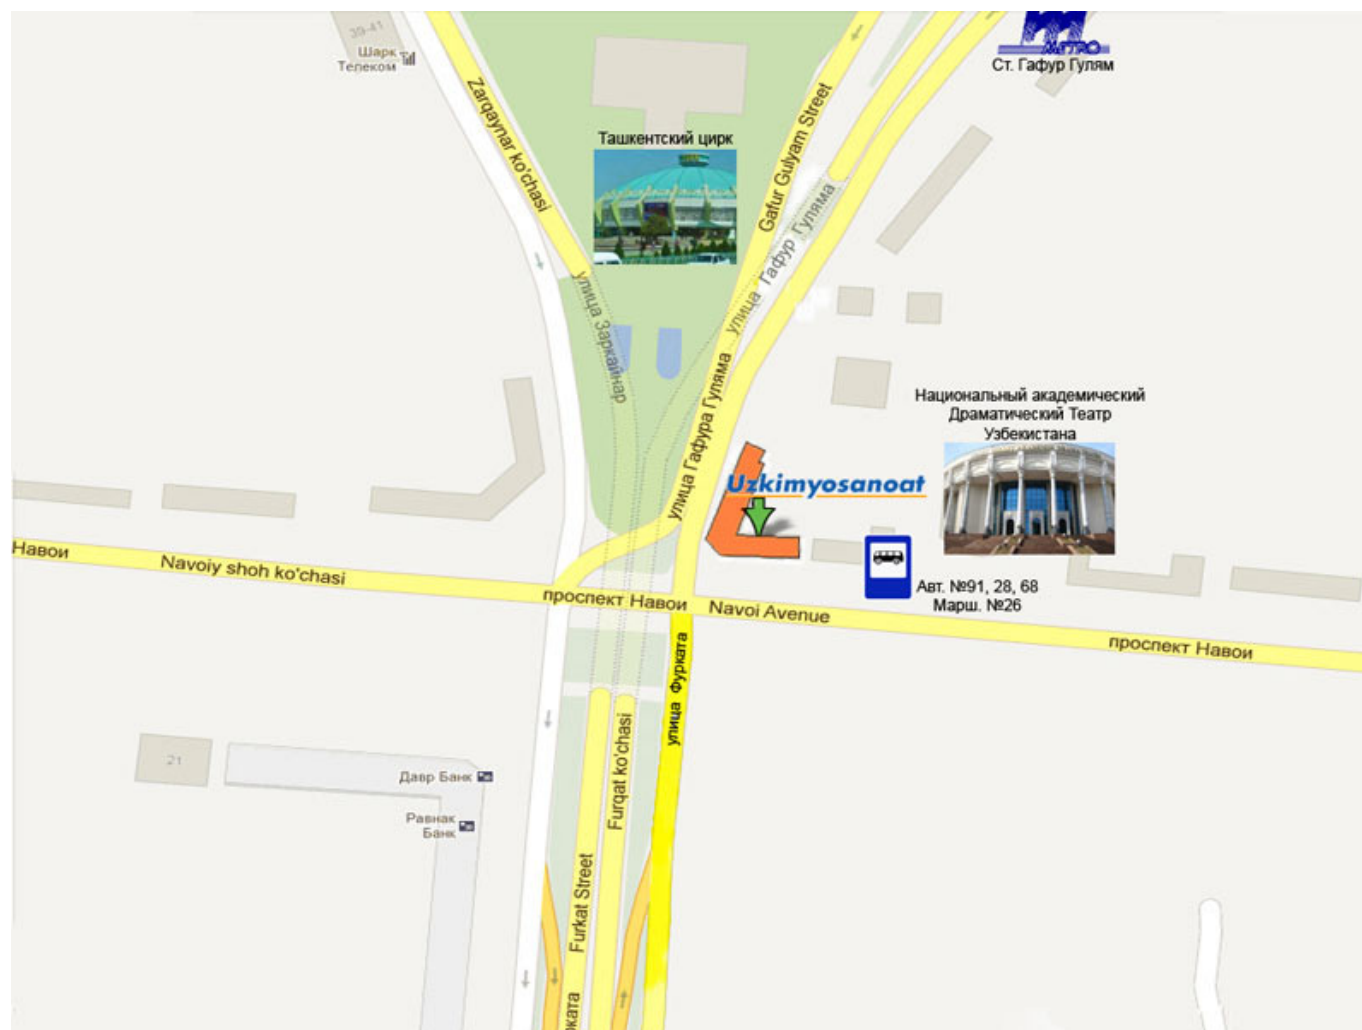 39-41
Шарк
Телеком
METRO
Ст. Гафур Гулям
Zarqaynar ko'chasi
Ташкентский цирк
Gafur Gulyam Street
улица Гафур Гуляма
улица Заркайнар
улица Гафура Гуляма
Национальный академический
Драматический Театр
Узбекистана
Uzkimyosanoat
Навои
Navoiy shoh ko'chasi
проспект Навои
Navoi Avenue
Авт. №91, 28, 68
Марш. №26
проспект Навои
улица Фурката
21
Давр Банк
Равнак
Банк
Furqat ko'chasi
Furkat Street
ката